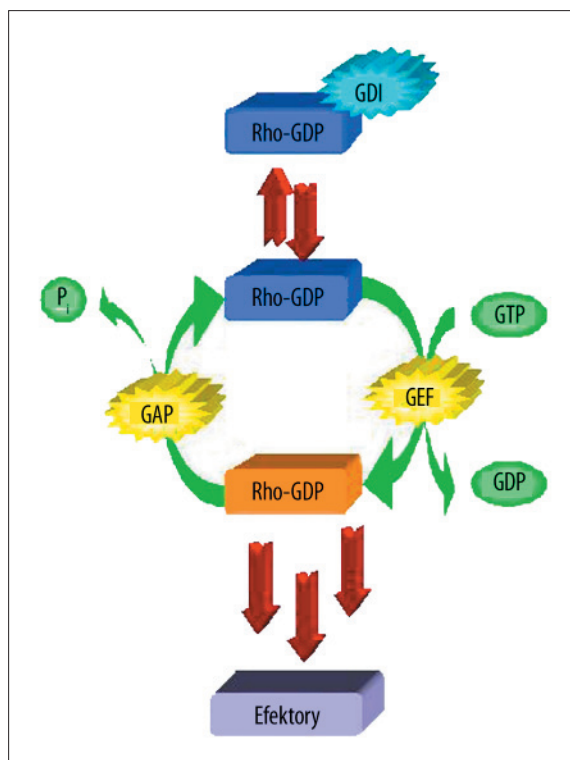 GDI
Rho-GDP
Rho-GDP
Pi
GTP
GAP
GEF
Rho-GDP
GDP
Efektory